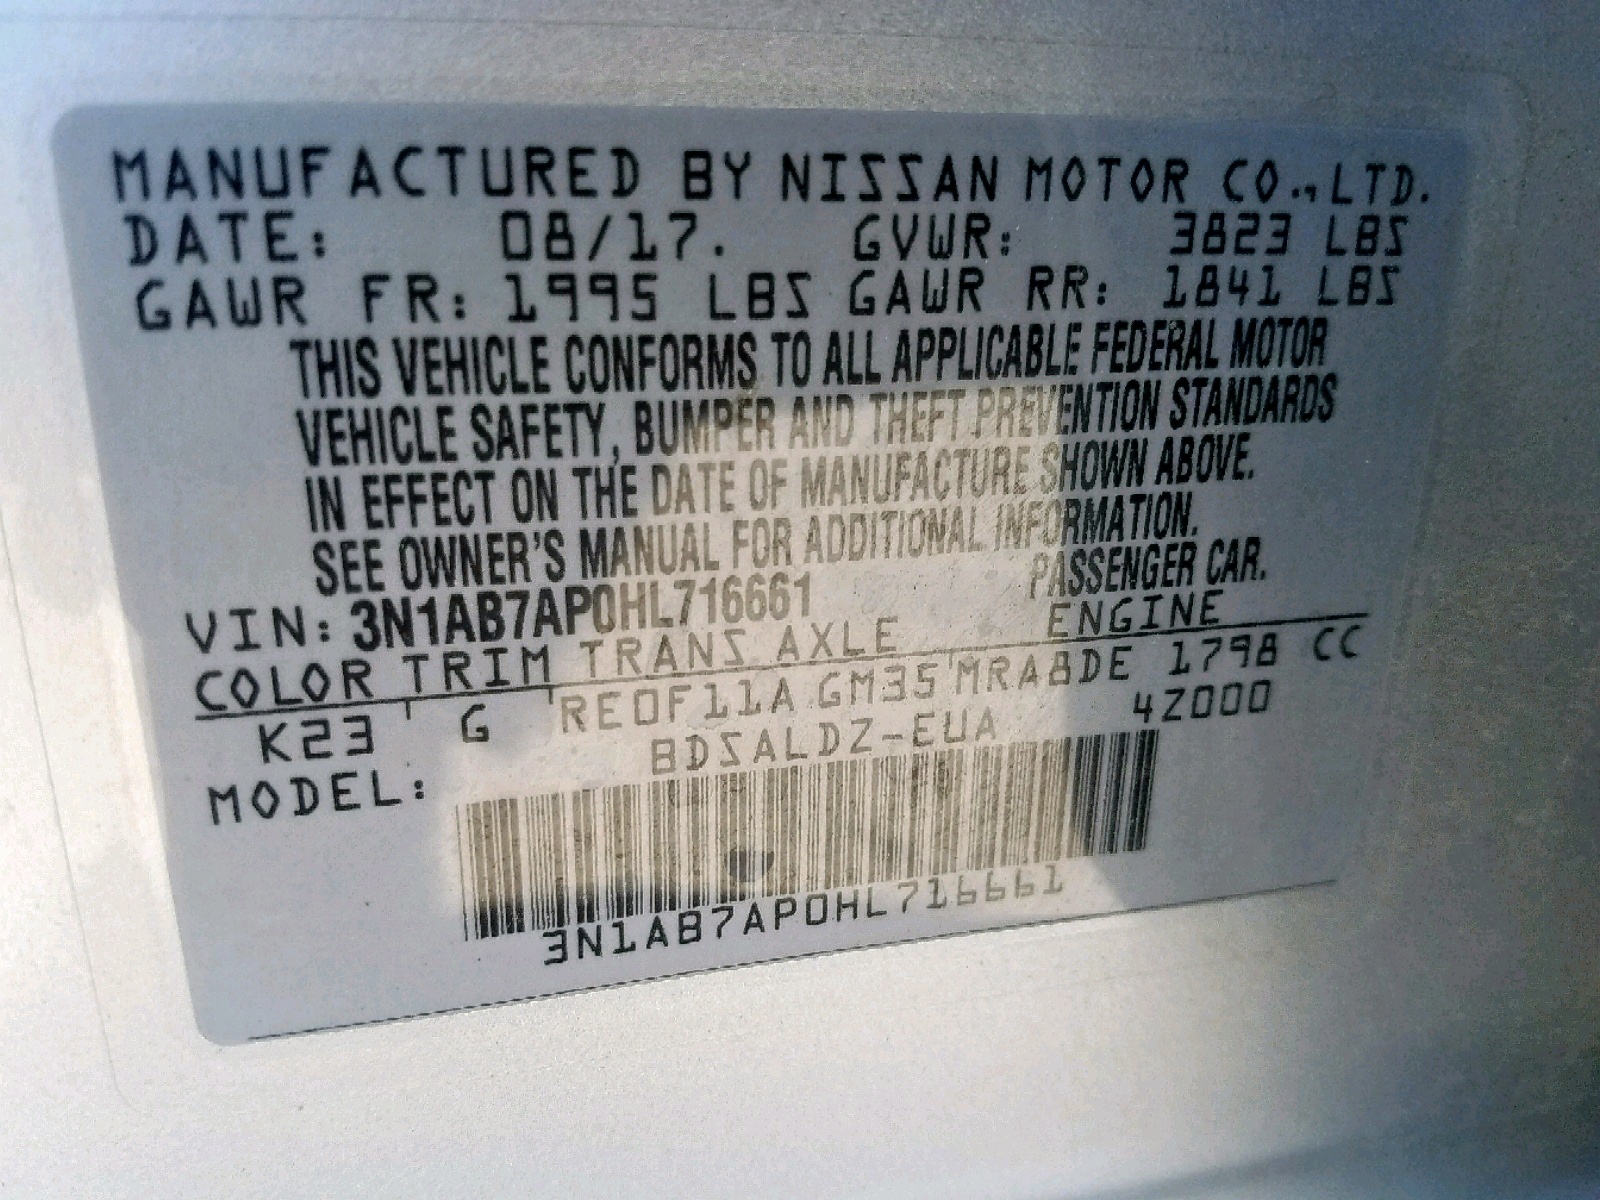 MANUFACTURED BY NISSAN MOTOR CO., LTD.
DATE: 08/17. GVWR: 3823 LBS
GAWR FR: 1995 LBS GAWR RR: 1841 LBS
THIS VEHICLE CONFORMS TO ALL APPLICABLE FEDERAL MOTOR
VEHICLE SAFETY, BUMPER AND THEFT PREVENTION STANDARDS
IN EFFECT ON THE DATE OF MANUFACTURE SHOWN ABOVE.
SEE OWNER'S MANUAL FOR ADDITIONAL INFORMATION.
VIN: 3N1AB7AP0HL716661 PASSENGER CAR.
COLOR TRIM TRANS AXLE ENGINE
K23 G RE0F11A GM35 MRA8DE 1798 CC
MODEL: BDSALDZ-EUA 4Z000
3N1AB7AP0HL716661